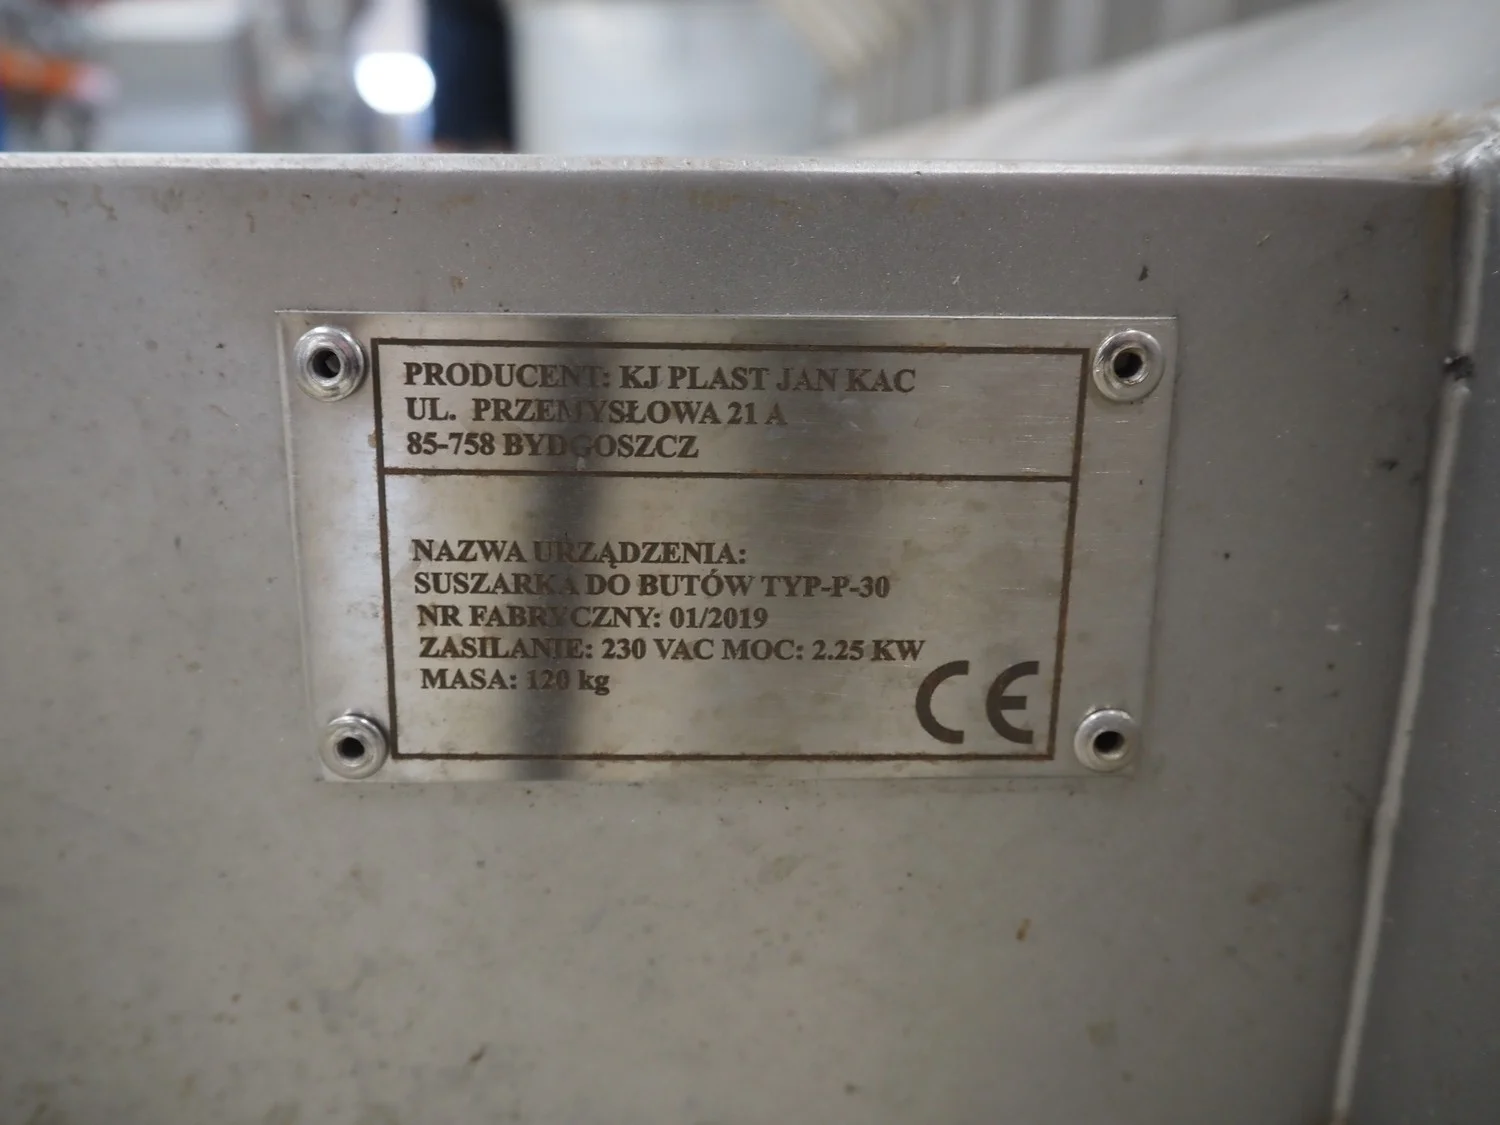 PRODUCENT: KJ PLAST JAN KAC
UL. PRZEMYSŁOWA 21 A
85-758 BYDGOSZCZ
NAZWA URZĄDZENIA:
SUSZARKA DO BUTÓW TYP-P-30
NR FABRYCZNY: 01/2019
ZASILANIE: 230 VAC MOC: 2.25 KW
MASA: 120 kg
CE